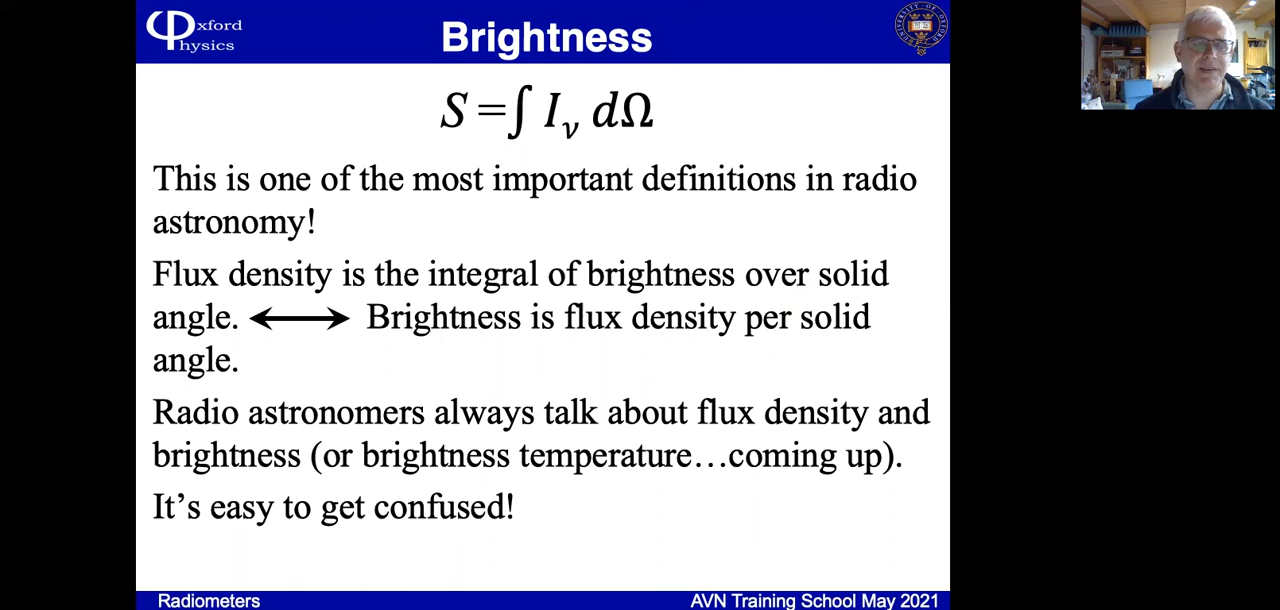 Oxford
Physics
Brightness
S = ∫ I_ν dΩ
This is one of the most important definitions in radio
astronomy!
Flux density is the integral of brightness over solid
angle. ⟷ Brightness is flux density per solid
angle.
Radio astronomers always talk about flux density and
brightness (or brightness temperature…coming up).
It’s easy to get confused!
Radiometers
AVN Training School May 2021